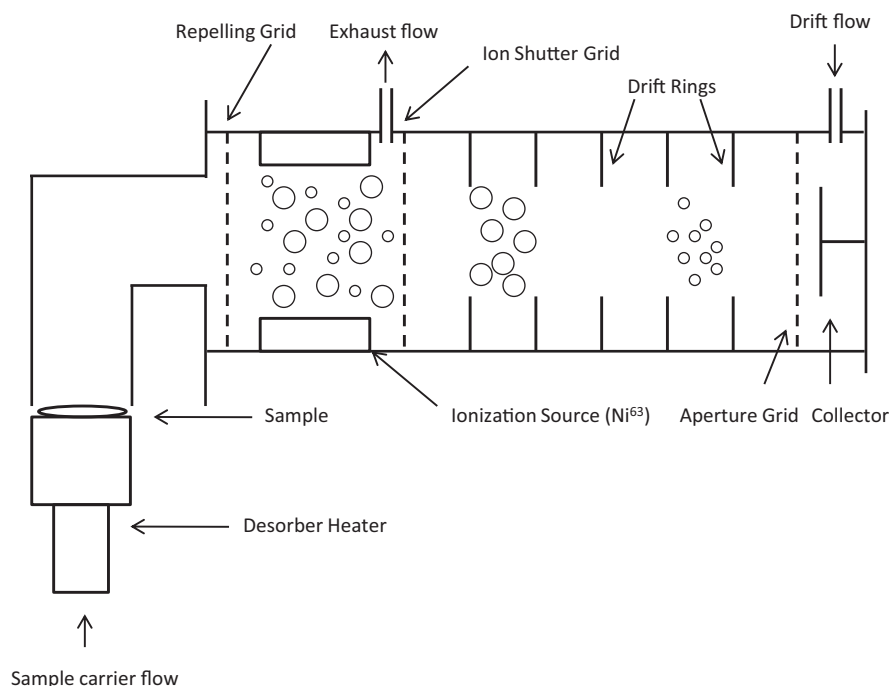 Drift flow
Repelling Grid
Exhaust flow
Ion Shutter Grid
Drift Rings
Sample
Ionization Source (Ni⁶³)
Aperture Grid
Collector
Desorber Heater
Sample carrier flow